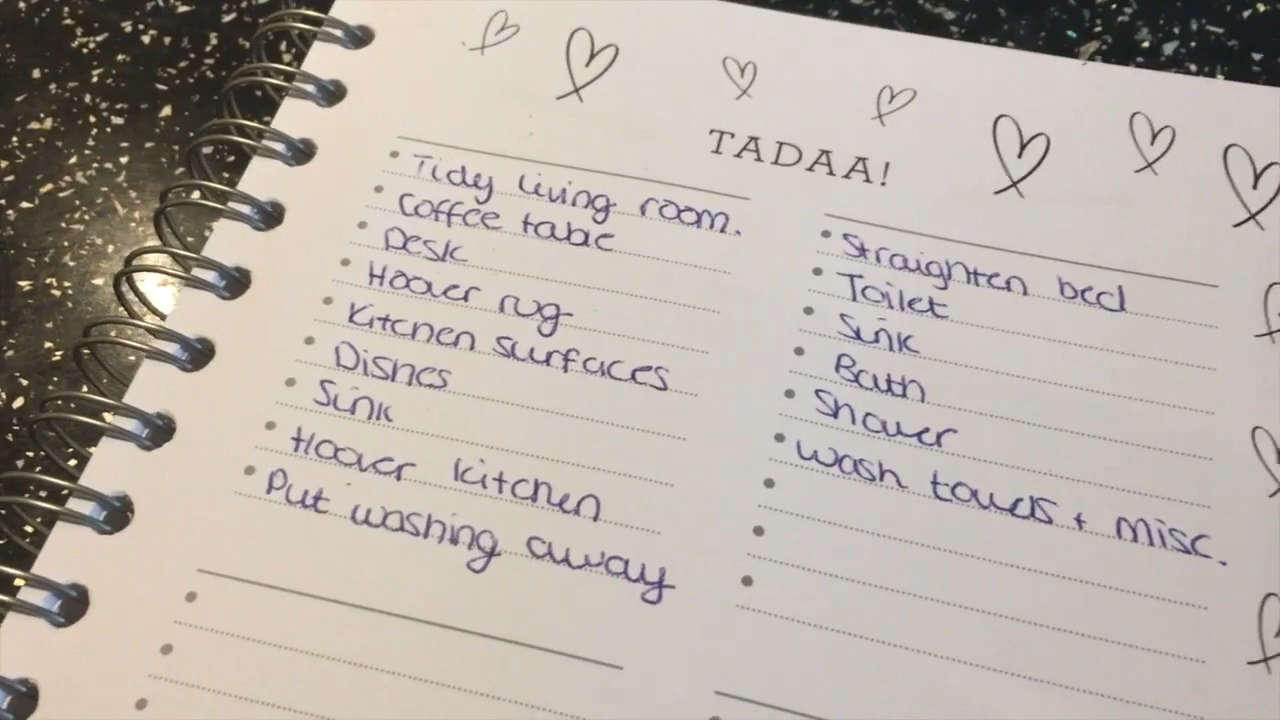 TADAA!
Tidy living room.
Coffee table
Desk
Hoover rug
Kitchen surfaces
Dishes
Sink
Hoover kitchen
Put washing away
Straighten bed
Toilet
Sink
Bath
Shower
Wash towels + misc.